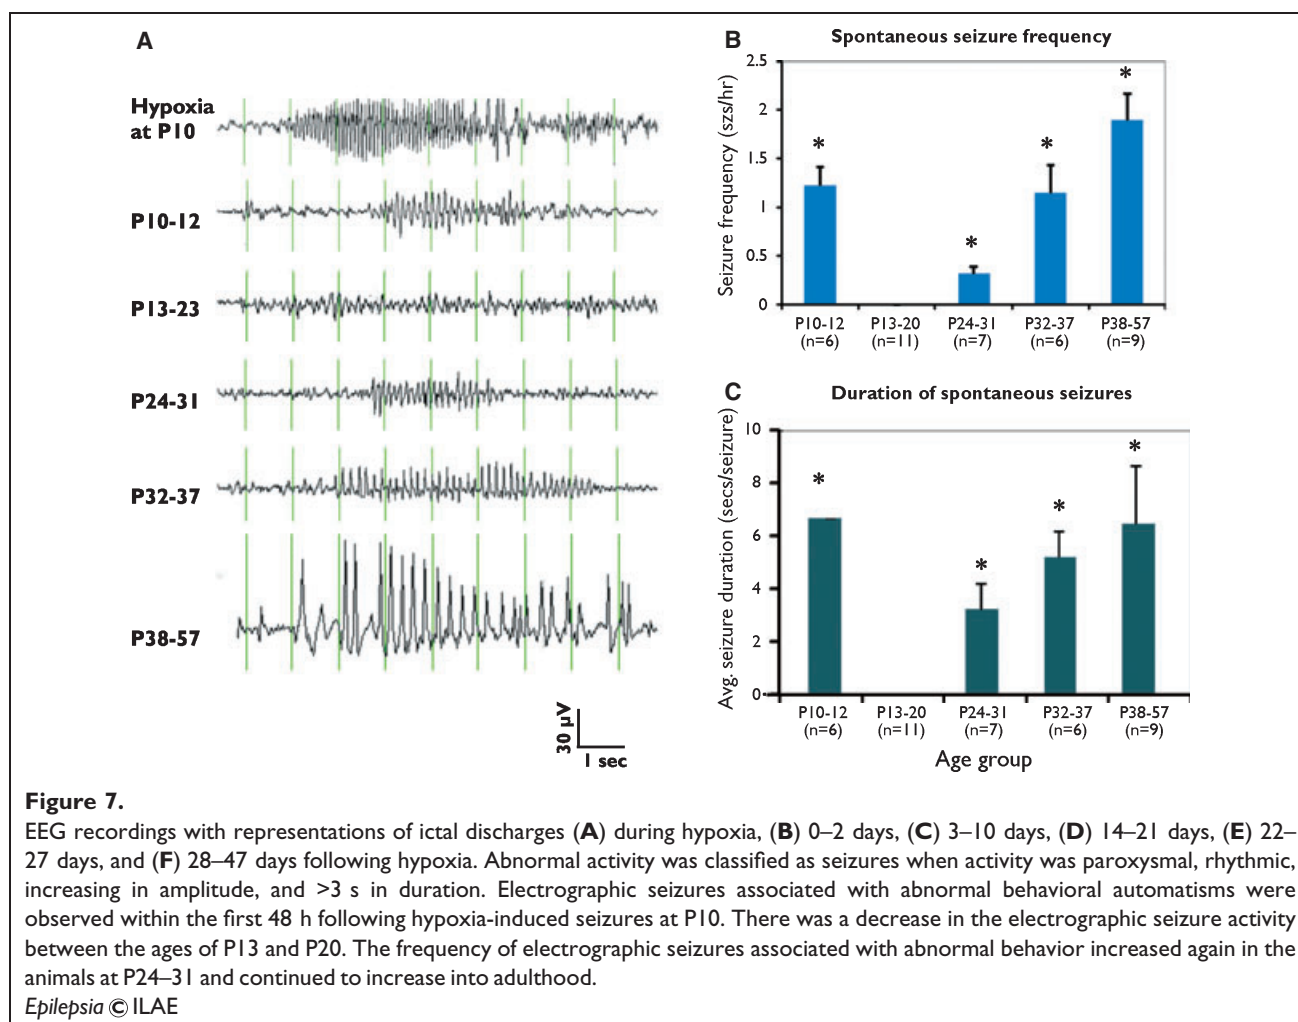 A
Hypoxia
at P10
P10-12
P13-23
P24-31
P32-37
P38-57
30 µV
1 sec
B
Spontaneous seizure frequency
Seizure frequency (szs/hr)
2.5
2
1.5
1
0.5
0
*
*
*
*
P10-12 P13-20 P24-31 P32-37 P38-57
(n=6) (n=11) (n=7) (n=6) (n=9)
C
Duration of spontaneous seizures
Avg. seizure duration (secs/seizure)
10
8
6
4
2
0
*
*
*
*
P10-12 P13-20 P24-31 P32-37 P38-57
(n=6) (n=11) (n=7) (n=6) (n=9)
Age group
Figure 7.
EEG recordings with representations of ictal discharges (A) during hypoxia, (B) 0–2 days, (C) 3–10 days, (D) 14–21 days, (E) 22–
27 days, and (F) 28–47 days following hypoxia. Abnormal activity was classified as seizures when activity was paroxysmal, rhythmic,
increasing in amplitude, and >3 s in duration. Electrographic seizures associated with abnormal behavioral automatisms were
observed within the first 48 h following hypoxia-induced seizures at P10. There was a decrease in the electrographic seizure activity
between the ages of P13 and P20. The frequency of electrographic seizures associated with abnormal behavior increased again in the
animals at P24–31 and continued to increase into adulthood.
Epilepsia © ILAE